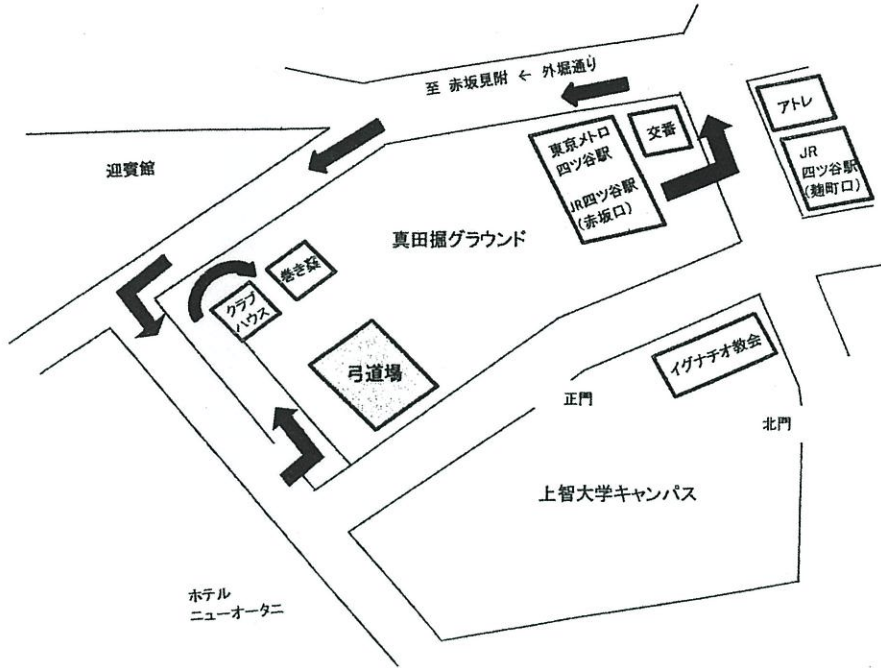 至 赤坂見附 ← 外堀通り
アトレ
交番
東京メトロ
四ツ谷駅
JR四ツ谷駅
(赤坂口)
JR
四ツ谷駅
(麹町口)
迎賓館
真田掘グラウンド
巻き藁
クラブ
ハウス
弓道場
イグナチオ教会
正門
北門
上智大学キャンパス
ホテル
ニューオータニ